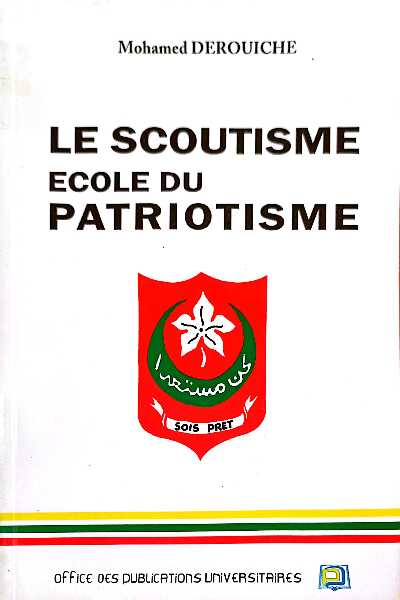 Mohamed DEROUICHE
LE SCOUTISME
ECOLE DU
PATRIOTISME
كن مستعدا
SOIS PRET
OFFICE DES PUBLICATIONS UNIVERSITAIRES